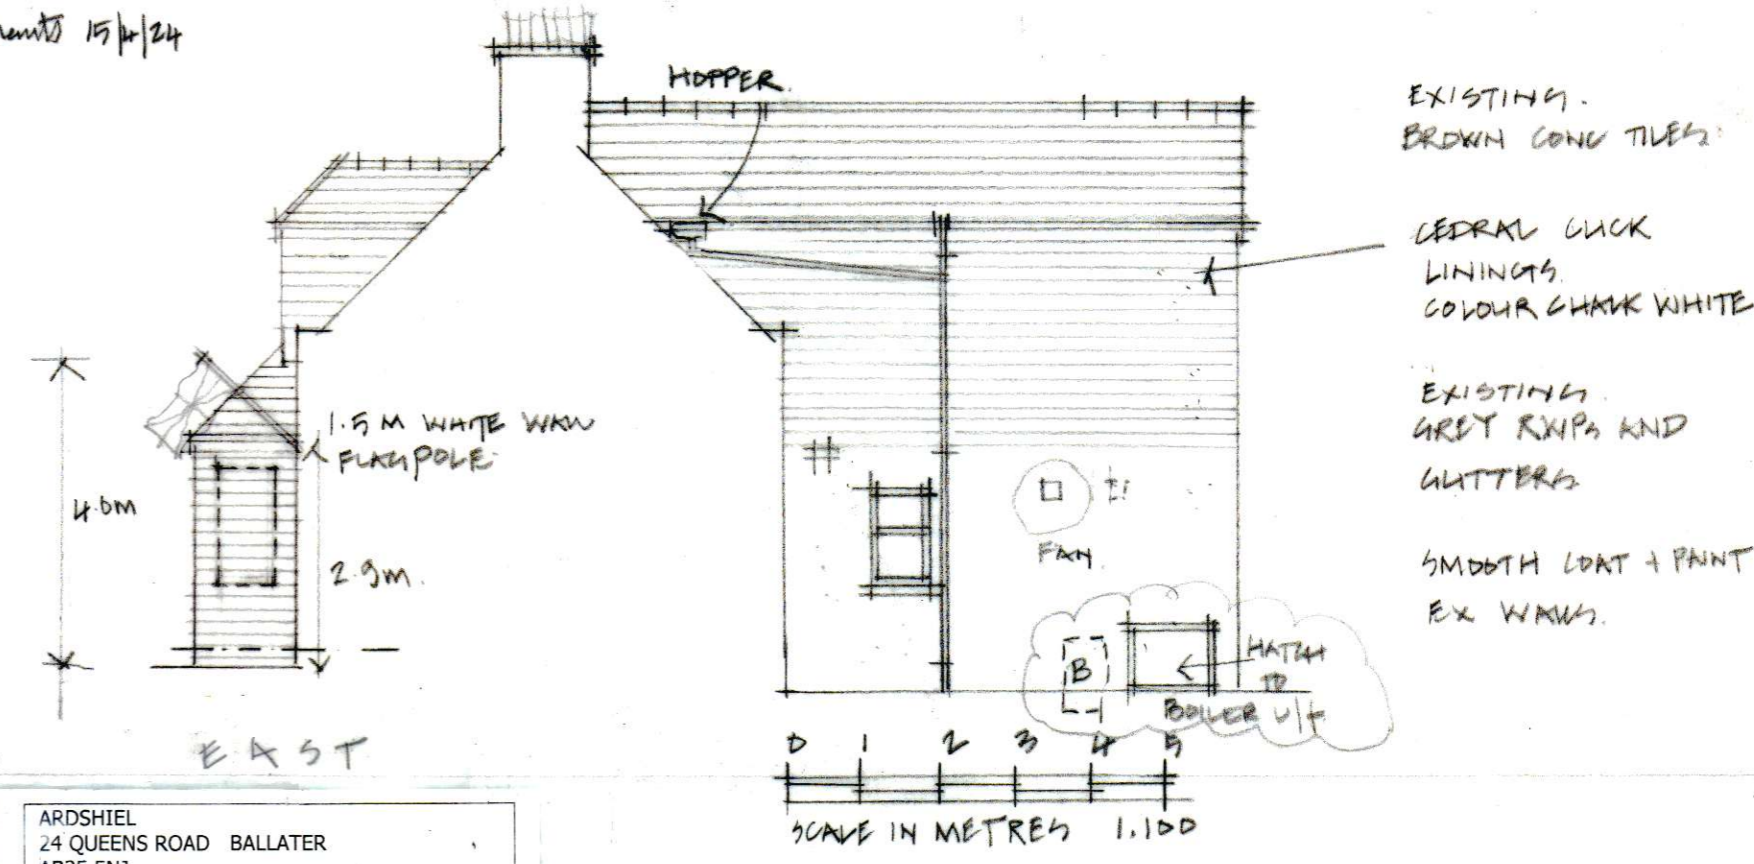 15/4/24
HOPPER.
EXISTING.
BROWN CONC TILES.
CEDRAL CLICK
LININGS.
COLOUR CHALK WHITE
EXISTING.
GREY RWPs AND
GUTTERS
SMOOTH COAT + PAINT
EX WALLS.
1.5 M WHITE WALL
FLAGPOLE.
4.0m
2.9m.
FAN.
B
HATCH
TO
BOILER U/F
EAST
0 1 2 3 4 5
SCALE IN METRES 1.100
ARDSHIEL
24 QUEENS ROAD BALLATER